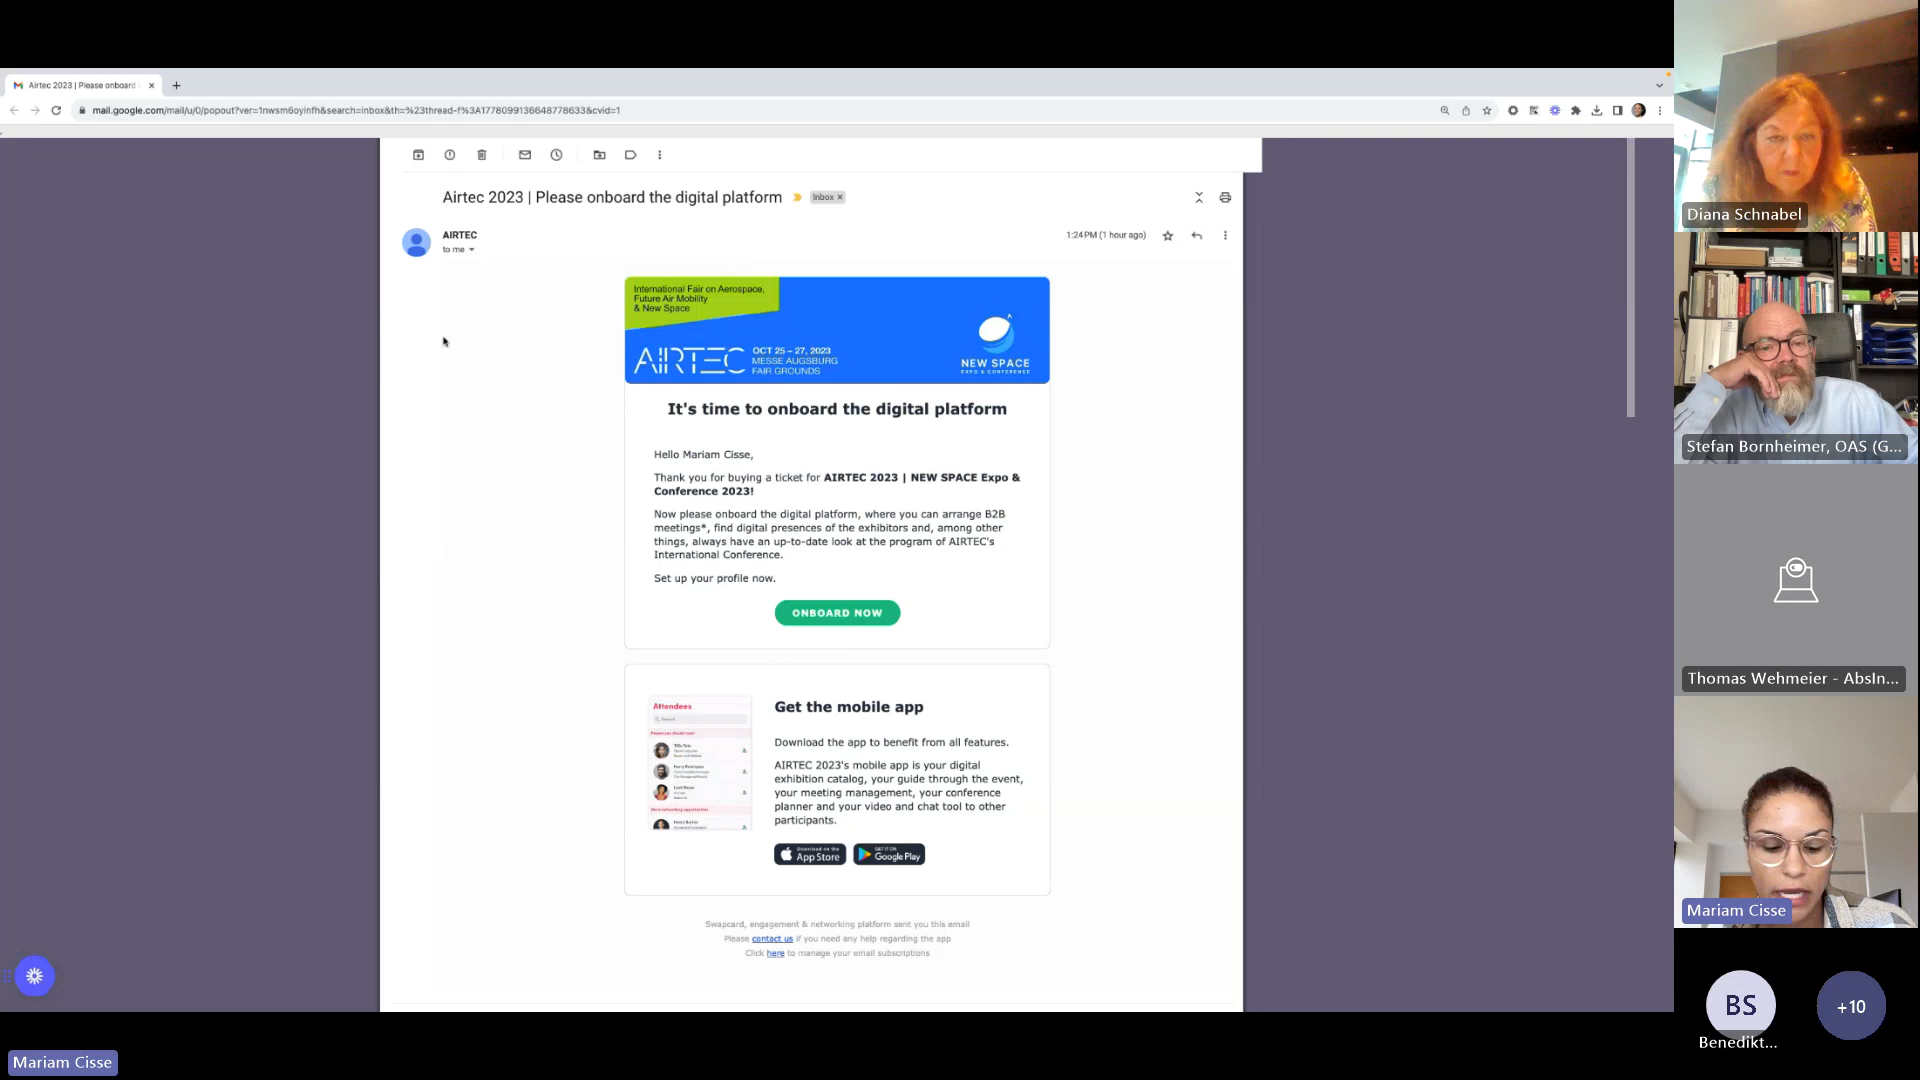 Airtec 2023 | Please onboard
mail.google.com/mail/u/0/popout?ver=1nwsm6oyinfh&search=inbox&th=%23thread-f%3A1778099136648778633&cvid=1
Airtec 2023 | Please onboard the digital platform
Inbox ×
AIRTEC
to me
1:24 PM (1 hour ago)
International Fair on Aerospace,
Future Air Mobility
& New Space
AIRTEC
OCT 25 – 27, 2023
MESSE AUGSBURG
FAIR GROUNDS
NEW SPACE
EXPO & CONFERENCE
It's time to onboard the digital platform
Hello Mariam Cisse,
Thank you for buying a ticket for AIRTEC 2023 | NEW SPACE Expo &
Conference 2023!
Now please onboard the digital platform, where you can arrange B2B
meetings*, find digital presences of the exhibitors and, among other
things, always have an up-to-date look at the program of AIRTEC's
International Conference.
Set up your profile now.
ONBOARD NOW
Attendees
Search
Get the mobile app
Download the app to benefit from all features.
AIRTEC 2023's mobile app is your digital
exhibition catalog, your guide through the event,
your meeting management, your conference
planner and your video and chat tool to other
participants.
Download on the
App Store
GET IT ON
Google Play
Swapcard, engagement & networking platform sent you this email
Please contact us if you need any help regarding the app
Click here to manage your email subscriptions
Diana Schnabel
Stefan Bornheimer, OAS (G...
Thomas Wehmeier - AbsIn...
Mariam Cisse
BS
+10
Benedikt...
Mariam Cisse